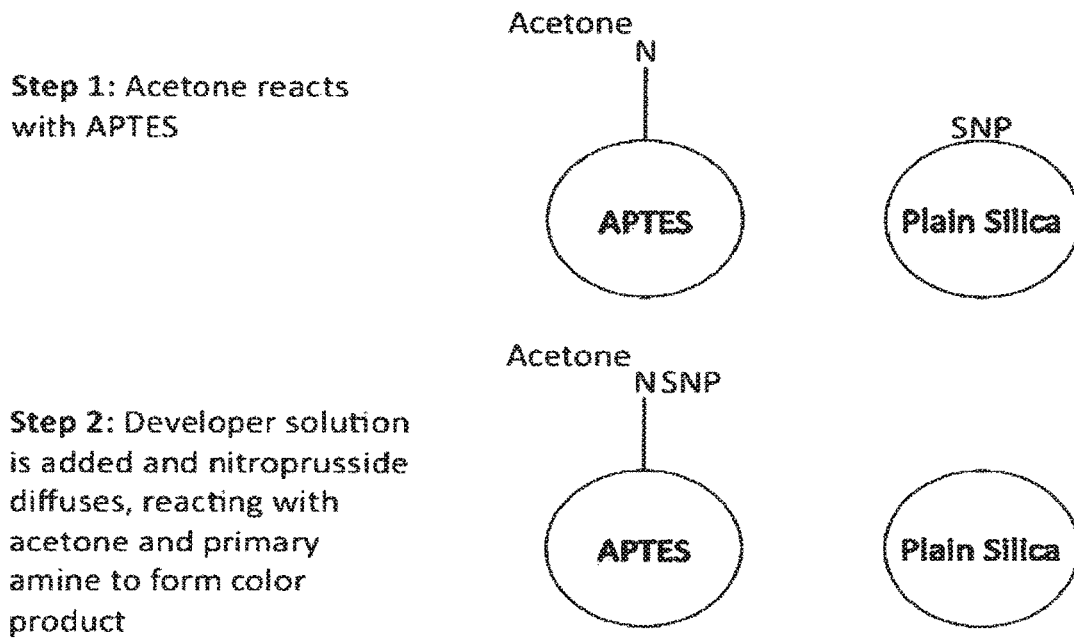 Acetone
N
Step 1: Acetone reacts
with APTES
SNP
APTES
Plain Silica
Acetone
N SNP
Step 2: Developer solution
is added and nitroprusside
diffuses, reacting with
acetone and primary
amine to form color
product
APTES
Plain Silica